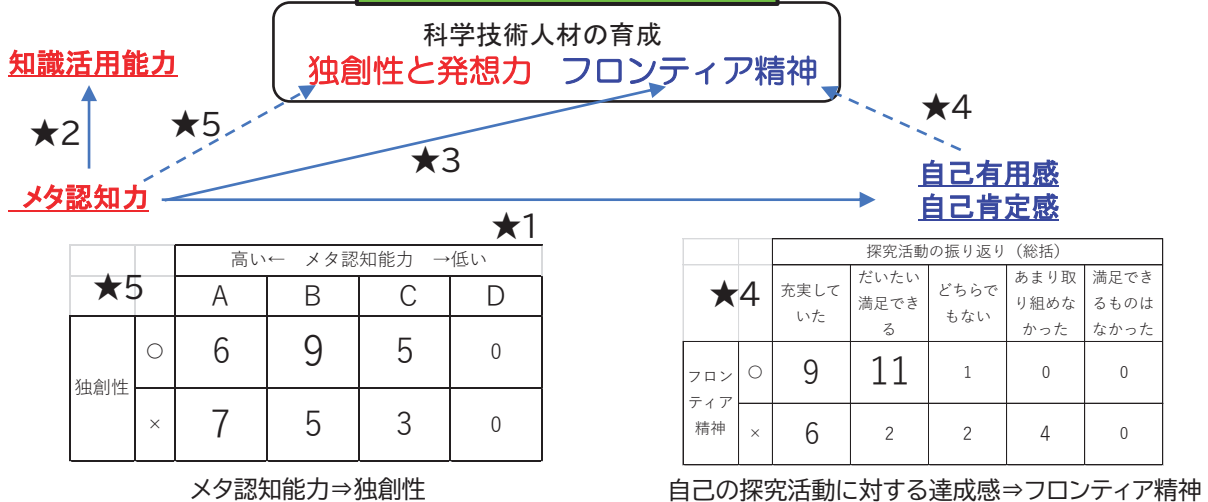 科学技術人材の育成
独創性と発想力 フロンティア精神
知識活用能力
★2
★5
★3
★4
メタ認知力
自己有用感
自己肯定感
★1
★5
高い← メタ認知能力 →低い
A B C D
独創性
○ 6 9 5 0
× 7 5 3 0
メタ認知能力⇒独創性
★4
探究活動の振り返り（総括）
充実して
いた
だいたい
満足でき
る
どちらで
もない
あまり取
り組めな
かった
満足でき
るものは
なかった
フロン
ティア
精神
○ 9 11 1 0 0
× 6 2 2 4 0
自己の探究活動に対する達成感⇒フロンティア精神